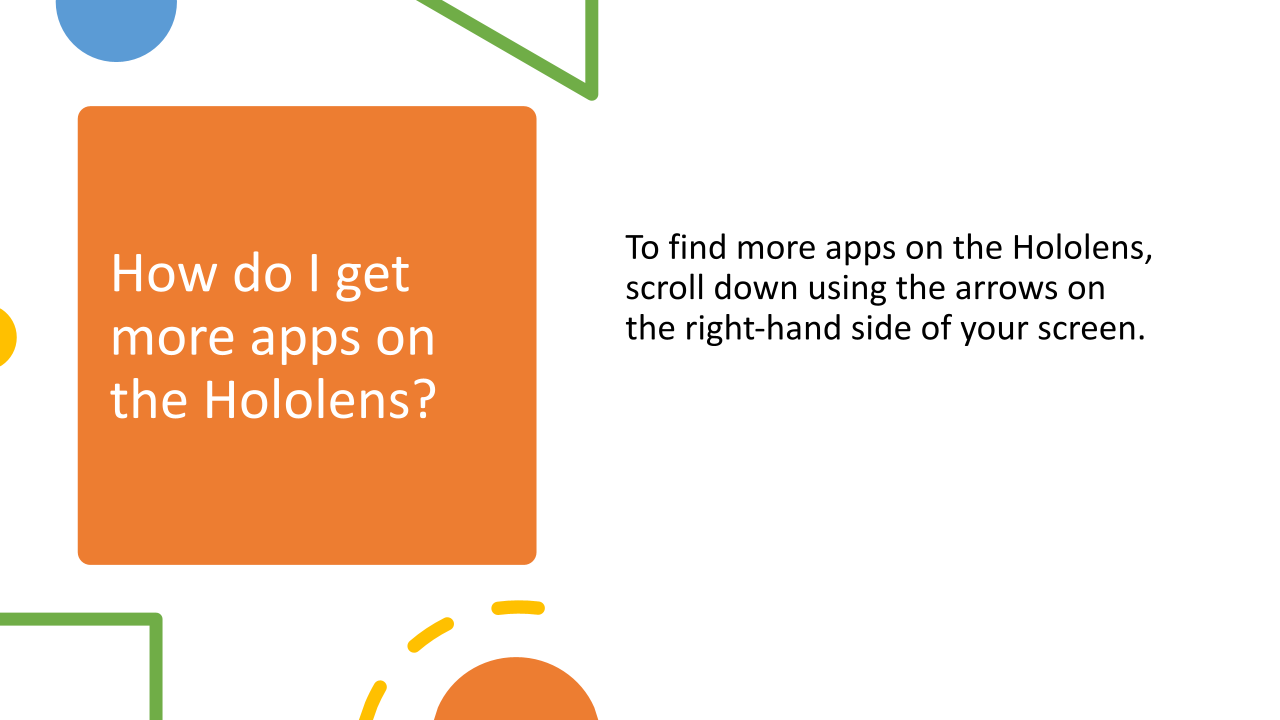 How do I get
more apps on
the Hololens?
To find more apps on the Hololens,
scroll down using the arrows on
the right-hand side of your screen.